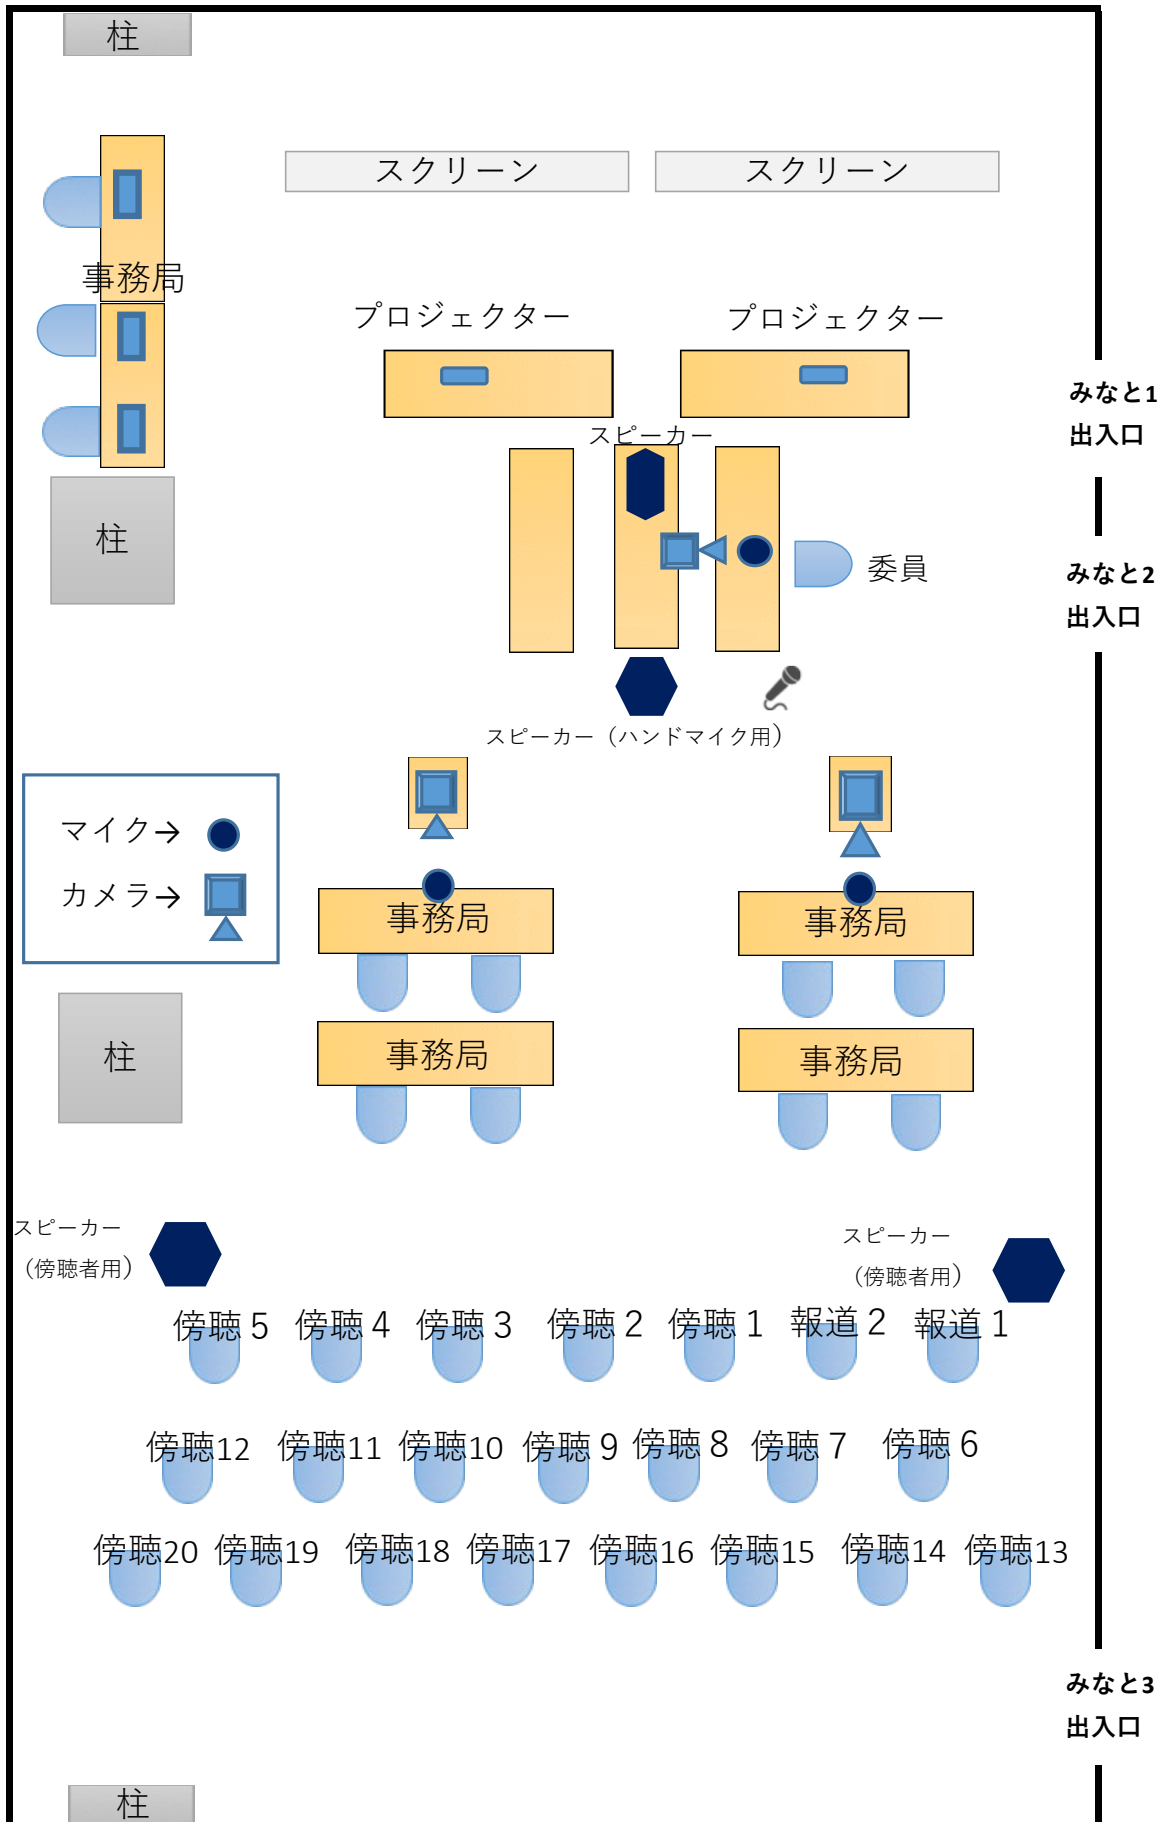 柱
スクリーン
スクリーン
事務局
プロジェクター
プロジェクター
みなと1
出入口
スピーカー
柱
委員
みなと2
出入口
スピーカー（ハンドマイク用）
マイク→
カメラ→
事務局
事務局
柱
事務局
事務局
スピーカー
（傍聴者用）
スピーカー
（傍聴者用）
傍聴５
傍聴４
傍聴３
傍聴２
傍聴１
報道２
報道１
傍聴12
傍聴11
傍聴10
傍聴９
傍聴８
傍聴７
傍聴６
傍聴20
傍聴19
傍聴18
傍聴17
傍聴16
傍聴15
傍聴14
傍聴13
みなと3
出入口
柱